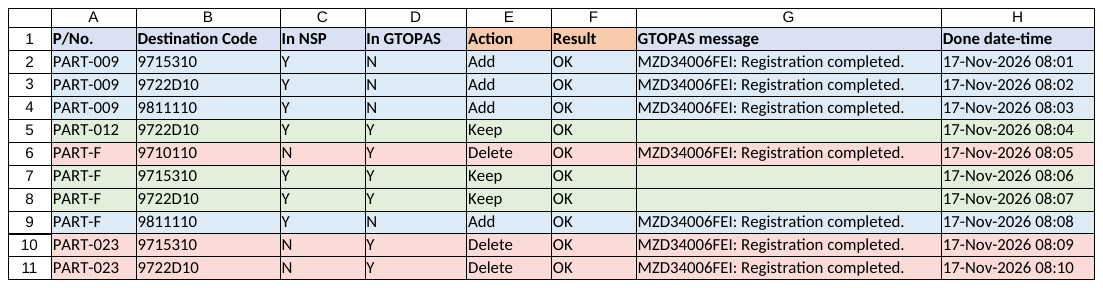 A B C D E F G H
1 P/No. Destination Code In NSP In GTOPAS Action Result GTOPAS message Done date-time
2 PART-009 9715310 Y N Add OK MZD34006FEI: Registration completed. 17-Nov-2026 08:01
3 PART-009 9722D10 Y N Add OK MZD34006FEI: Registration completed. 17-Nov-2026 08:02
4 PART-009 9811110 Y N Add OK MZD34006FEI: Registration completed. 17-Nov-2026 08:03
5 PART-012 9722D10 Y Y Keep OK 17-Nov-2026 08:04
6 PART-F 9710110 N Y Delete OK MZD34006FEI: Registration completed. 17-Nov-2026 08:05
7 PART-F 9715310 Y Y Keep OK 17-Nov-2026 08:06
8 PART-F 9722D10 Y Y Keep OK 17-Nov-2026 08:07
9 PART-F 9811110 Y N Add OK MZD34006FEI: Registration completed. 17-Nov-2026 08:08
10 PART-023 9715310 N Y Delete OK MZD34006FEI: Registration completed. 17-Nov-2026 08:09
11 PART-023 9722D10 N Y Delete OK MZD34006FEI: Registration completed. 17-Nov-2026 08:10